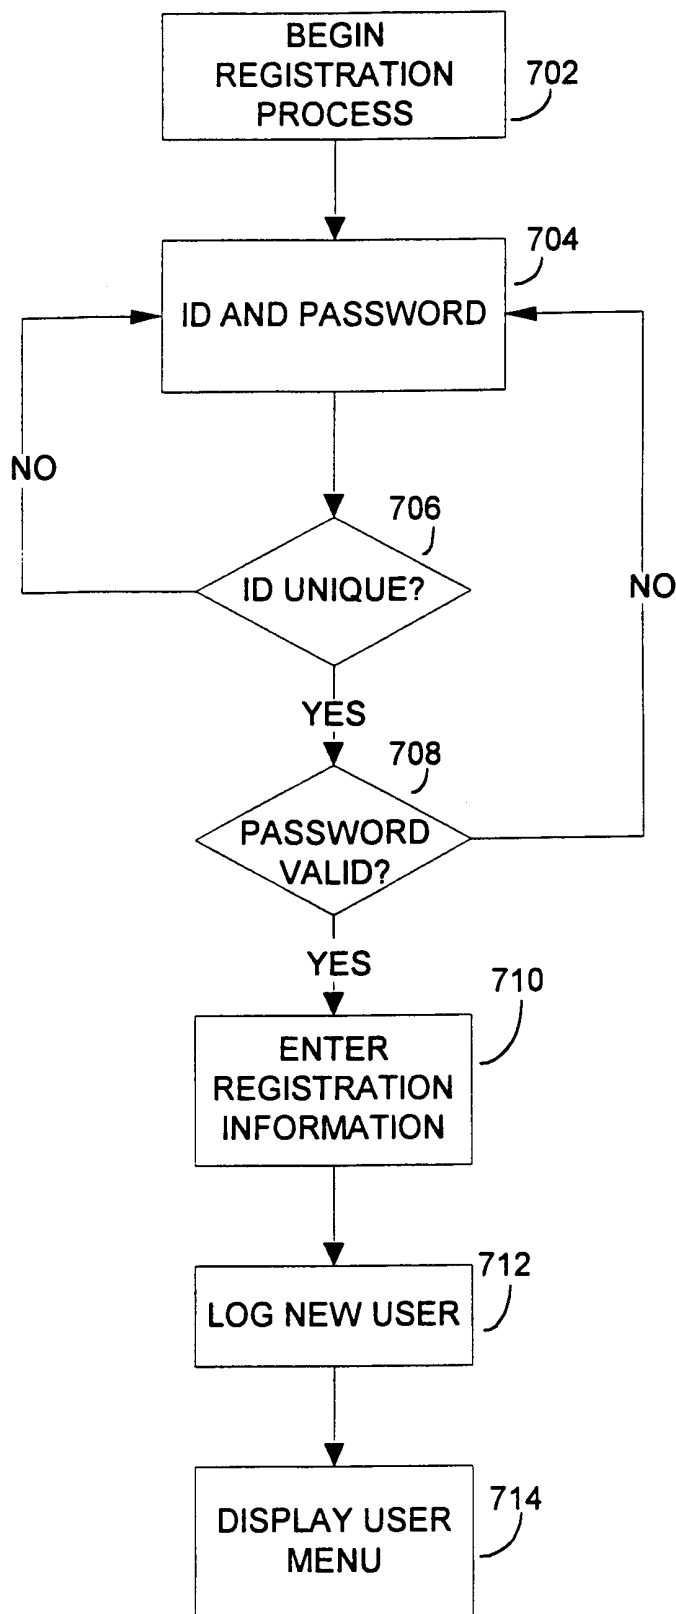 BEGIN
REGISTRATION
PROCESS
702
704
ID AND PASSWORD
NO
706
ID UNIQUE?
NO
YES
708
PASSWORD
VALID?
YES
710
ENTER
REGISTRATION
INFORMATION
712
LOG NEW USER
714
DISPLAY USER
MENU